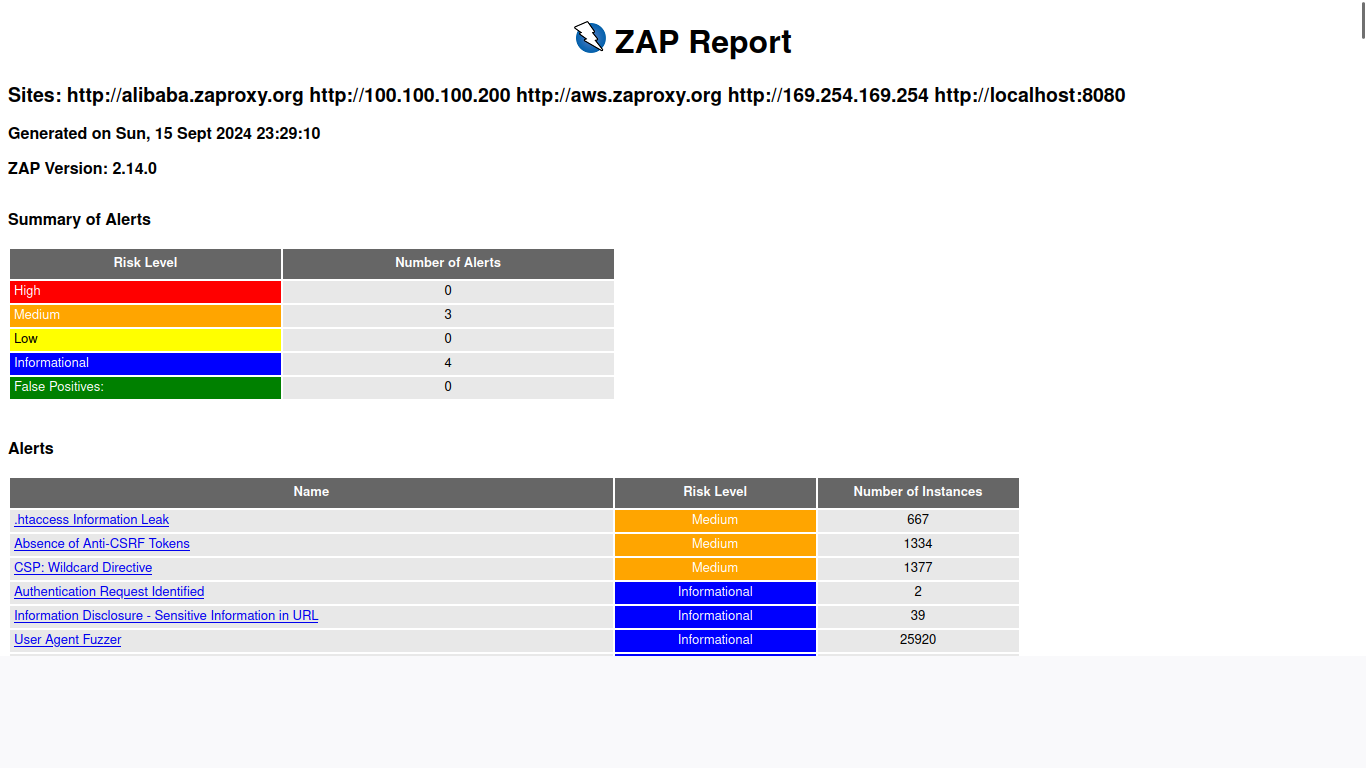 ZAP Report
Sites: http://alibaba.zaproxy.org http://100.100.100.200 http://aws.zaproxy.org http://169.254.169.254 http://localhost:8080
Generated on Sun, 15 Sept 2024 23:29:10
ZAP Version: 2.14.0
Summary of Alerts
Risk Level Number of Alerts
High 0
Medium 3
Low 0
Informational 4
False Positives: 0
Alerts
Name Risk Level Number of Instances
.htaccess Information Leak Medium 667
Absence of Anti-CSRF Tokens Medium 1334
CSP: Wildcard Directive Medium 1377
Authentication Request Identified Informational 2
Information Disclosure - Sensitive Information in URL Informational 39
User Agent Fuzzer Informational 25920